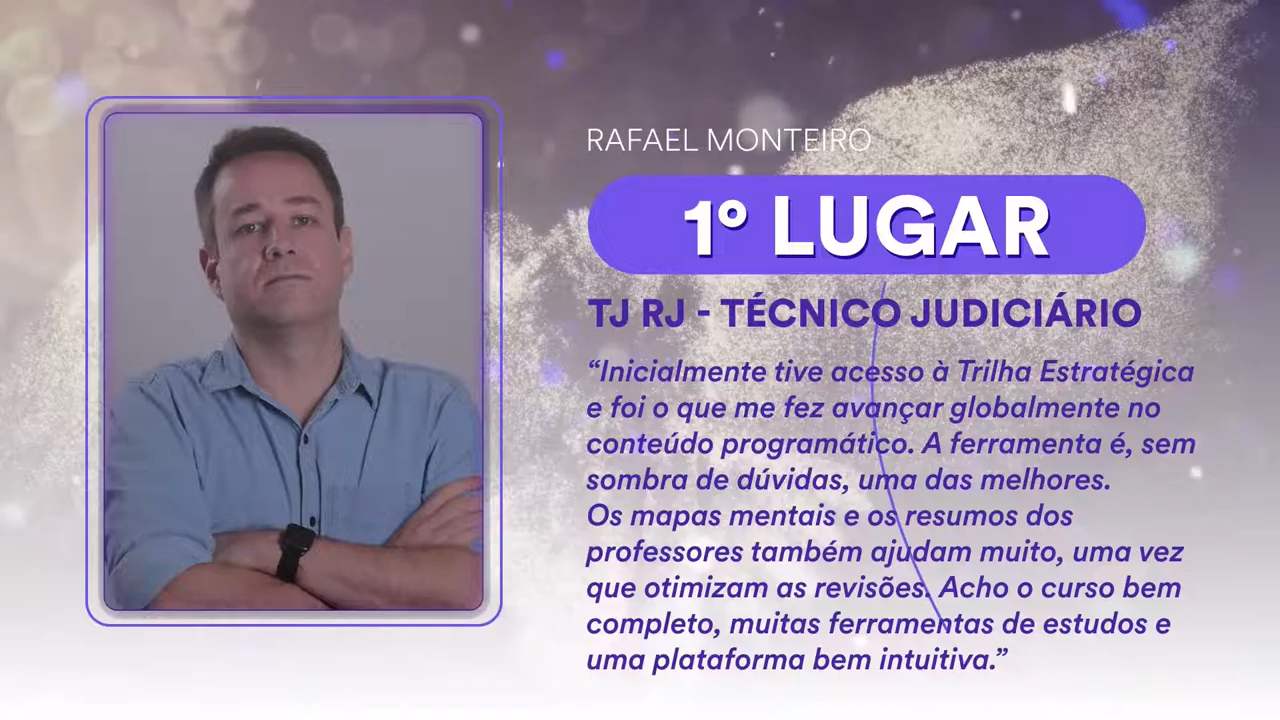 RAFAEL MONTEIRO
1º LUGAR
TJ RJ - TÉCNICO JUDICIÁRIO
“Inicialmente tive acesso à Trilha Estratégica
e foi o que me fez avançar globalmente no
conteúdo programático. A ferramenta é, sem
sombra de dúvidas, uma das melhores.
Os mapas mentais e os resumos dos
professores também ajudam muito, uma vez
que otimizam as revisões. Acho o curso bem
completo, muitas ferramentas de estudos e
uma plataforma bem intuitiva.”